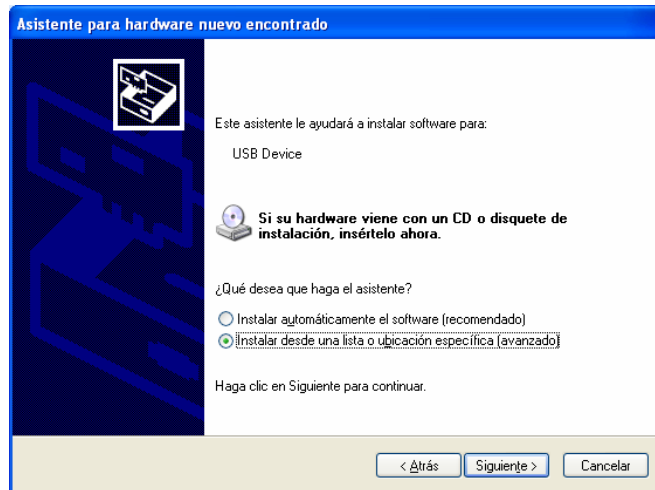 Asistente para hardware nuevo encontrado
Este asistente le ayudará a instalar software para:
USB Device
Si su hardware viene con un CD o disquete de
instalación, insértelo ahora.
¿Qué desea que haga el asistente?
Instalar automáticamente el software (recomendado)
Instalar desde una lista o ubicación específica (avanzado)
Haga clic en Siguiente para continuar.
< Atrás
Siguiente >
Cancelar